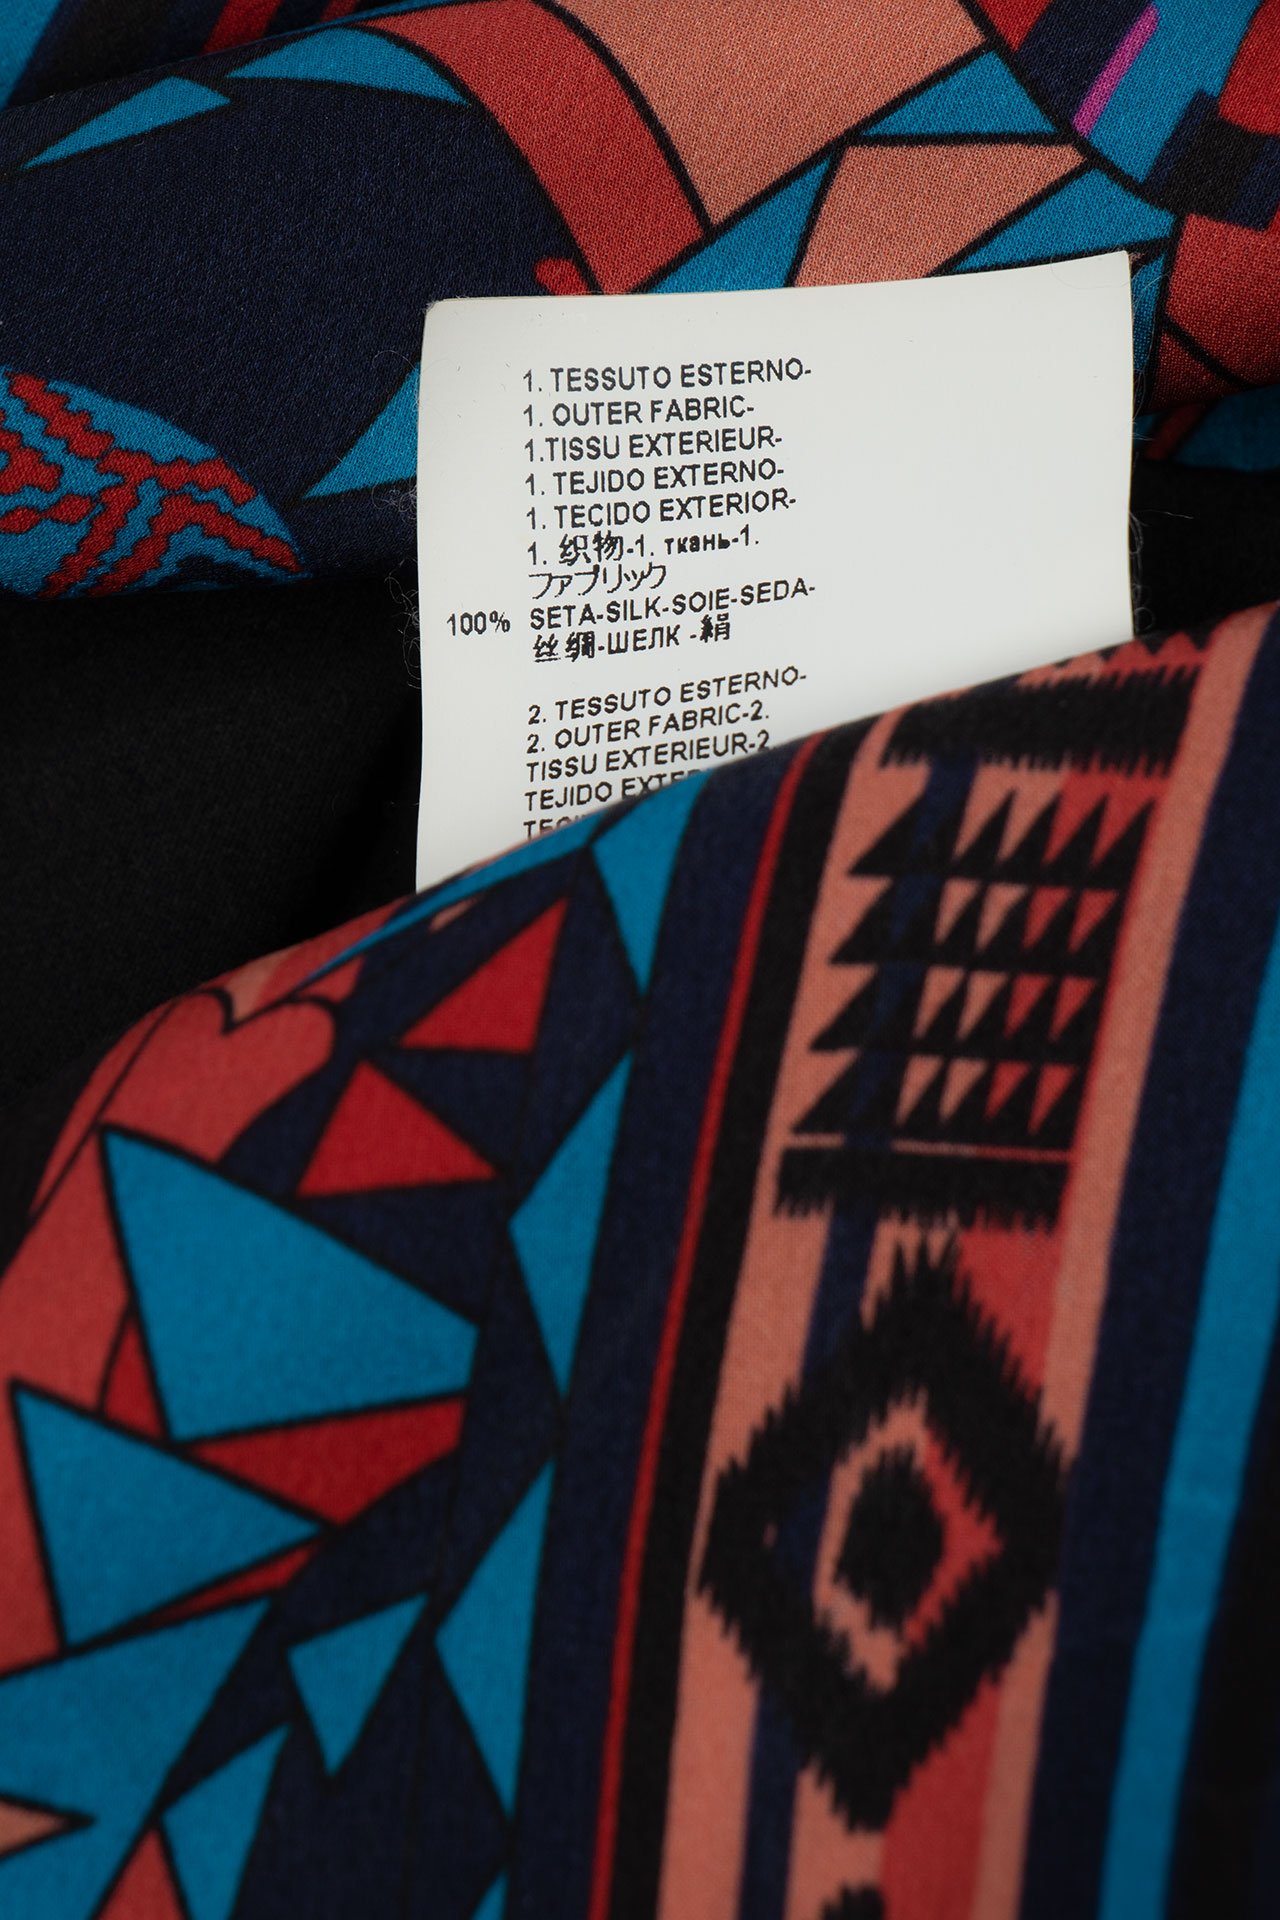 1. TESSUTO ESTERNO-
1. OUTER FABRIC-
1.TISSU EXTERIEUR-
1. TEJIDO EXTERNO-
1. TECIDO EXTERIOR-
1. 织物-1. ткань-1.
ファブリック
100% SETA-SILK-SOIE-SEDA-
丝绸-ШЕЛК -絹
2. TESSUTO ESTERNO-
2. OUTER FABRIC-2.
TISSU EXTERIEUR-2
TEJIDO